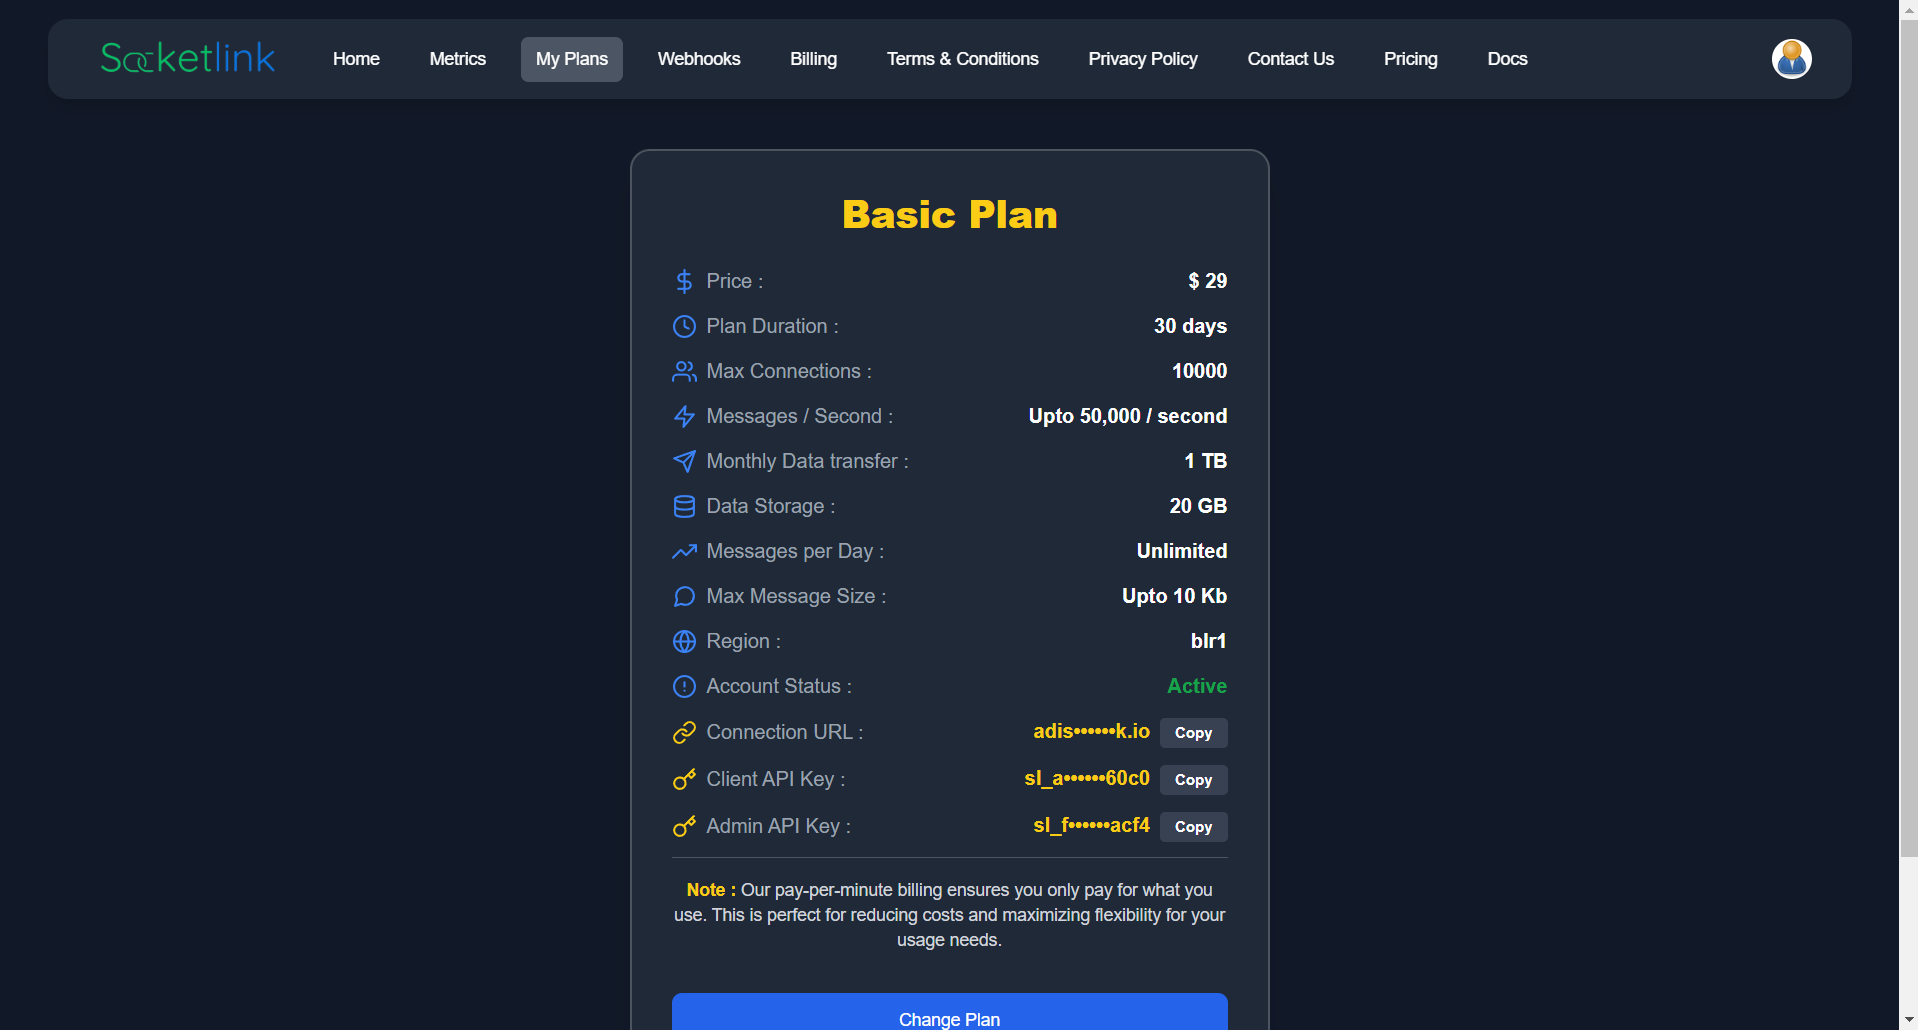 Socketlink Home Metrics My Plans Webhooks Billing Terms & Conditions Privacy Policy Contact Us Pricing Docs
Basic Plan
Price : $ 29
Plan Duration : 30 days
Max Connections : 10000
Messages / Second : Upto 50,000 / second
Monthly Data transfer : 1 TB
Data Storage : 20 GB
Messages per Day : Unlimited
Max Message Size : Upto 10 Kb
Region : blr1
Account Status : Active
Connection URL : adis••••••k.io Copy
Client API Key : sl_a••••••60c0 Copy
Admin API Key : sl_f••••••acf4 Copy
Note : Our pay-per-minute billing ensures you only pay for what you
use. This is perfect for reducing costs and maximizing flexibility for your
usage needs.
Change Plan